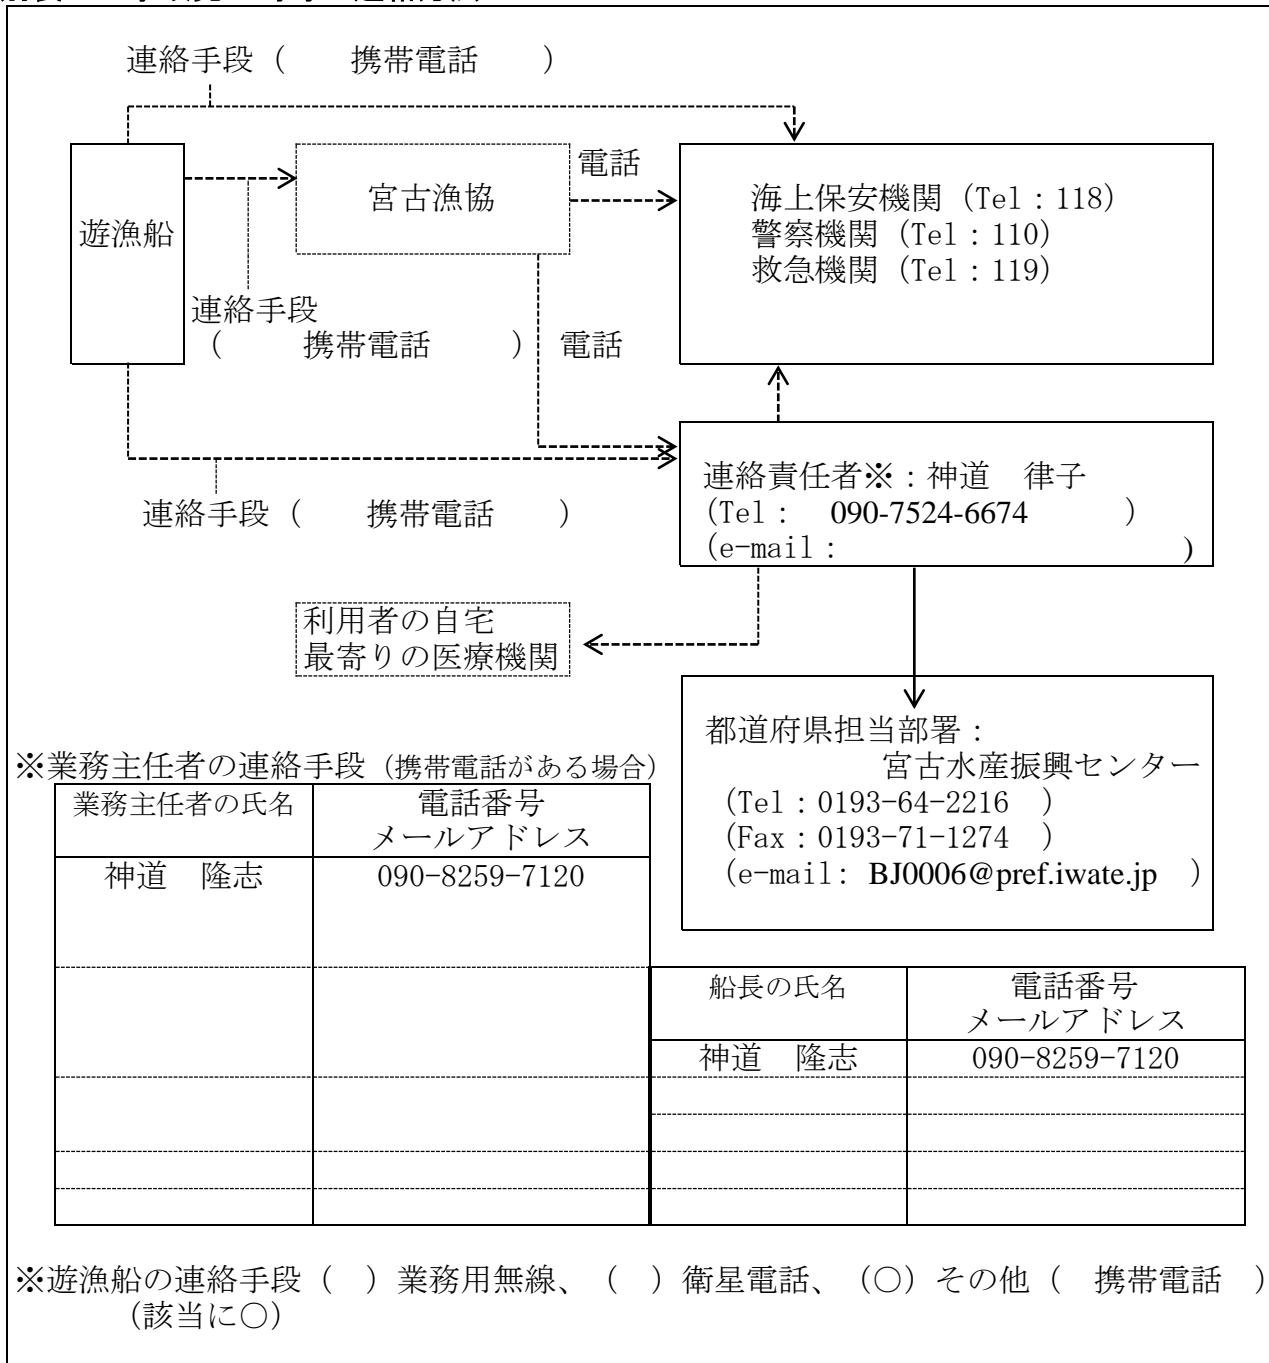 連絡手段（　　携帯電話　　）
遊漁船
宮古漁協
電話
海上保安機関（Tel：118）
警察機関（Tel：110）
救急機関（Tel：119）
連絡手段
（　　携帯電話　　）
電話
連絡手段（　　携帯電話　　）
連絡責任者※：神道　律子
（Tel：　090-7524-6674　　）
（e-mail：　　　　　　　　）
利用者の自宅
最寄りの医療機関
都道府県担当部署：
宮古水産振興センター
（Tel：0193-64-2216　）
（Fax：0193-71-1274　）
（e-mail: BJ0006@pref.iwate.jp　）
※業務主任者の連絡手段（携帯電話がある場合）
業務主任者の氏名
電話番号
メールアドレス
神道　隆志
090-8259-7120
船長の氏名
電話番号
メールアドレス
神道　隆志
090-8259-7120
※遊漁船の連絡手段（　）業務用無線、（　）衛星電話、（○）その他（　携帯電話　）
（該当に○）